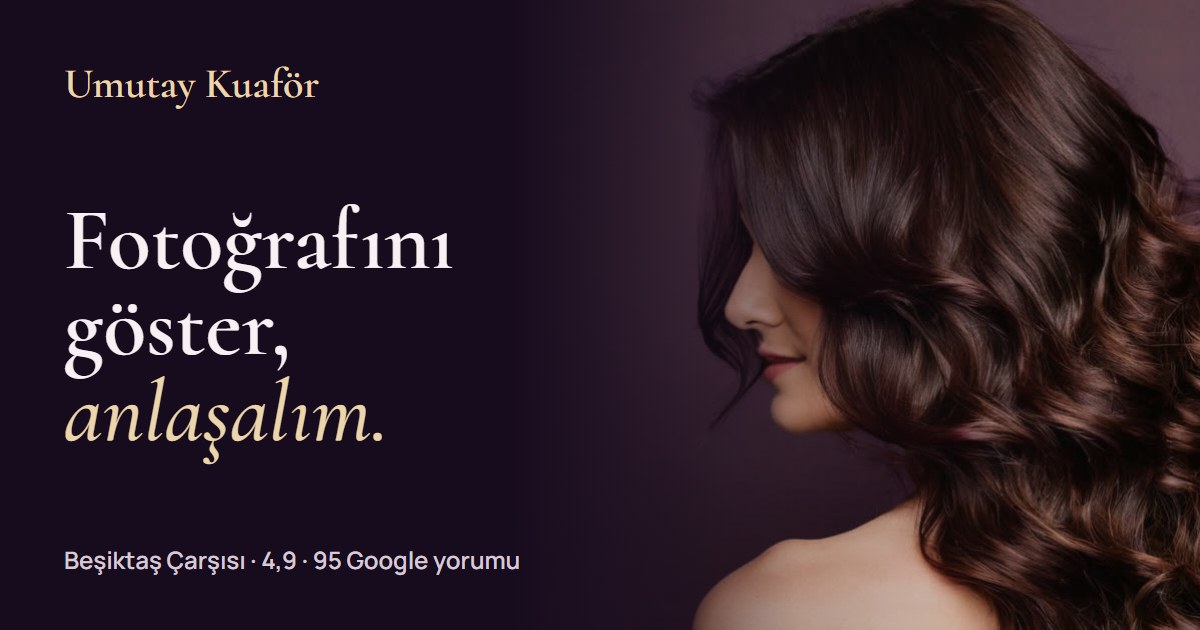 Umutay Kuaför
Fotoğrafını
göster,
anlaşalım.
Beşiktaş Çarşısı · 4,9 · 95 Google yorumu